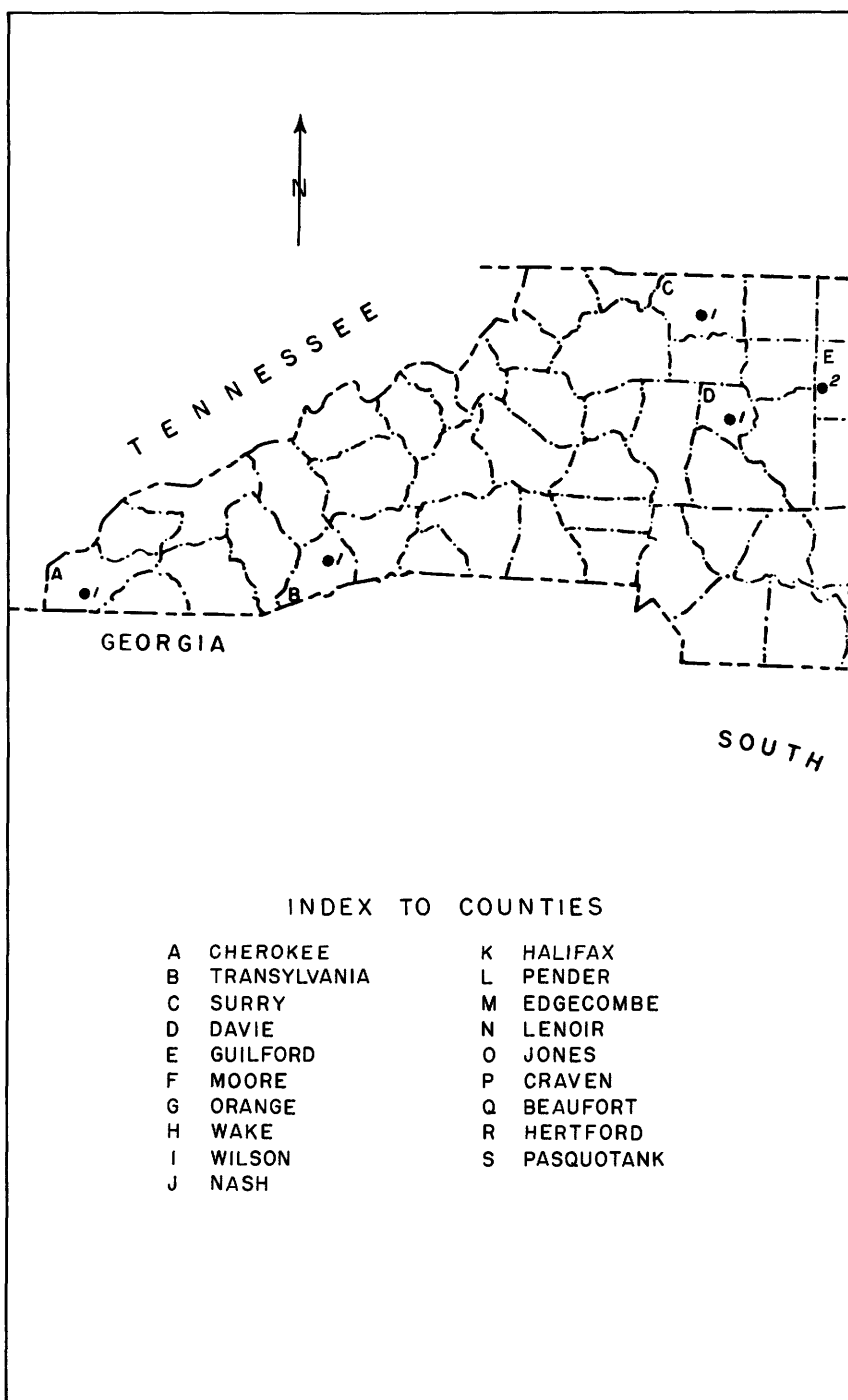 N
TENNESSEE
C
1
E
2
D
1
A
1
B
1
GEORGIA
SOUTH
INDEX TO COUNTIES
A CHEROKEE
B TRANSYLVANIA
C SURRY
D DAVIE
E GUILFORD
F MOORE
G ORANGE
H WAKE
I WILSON
J NASH
K HALIFAX
L PENDER
M EDGECOMBE
N LENOIR
O JONES
P CRAVEN
Q BEAUFORT
R HERTFORD
S PASQUOTANK